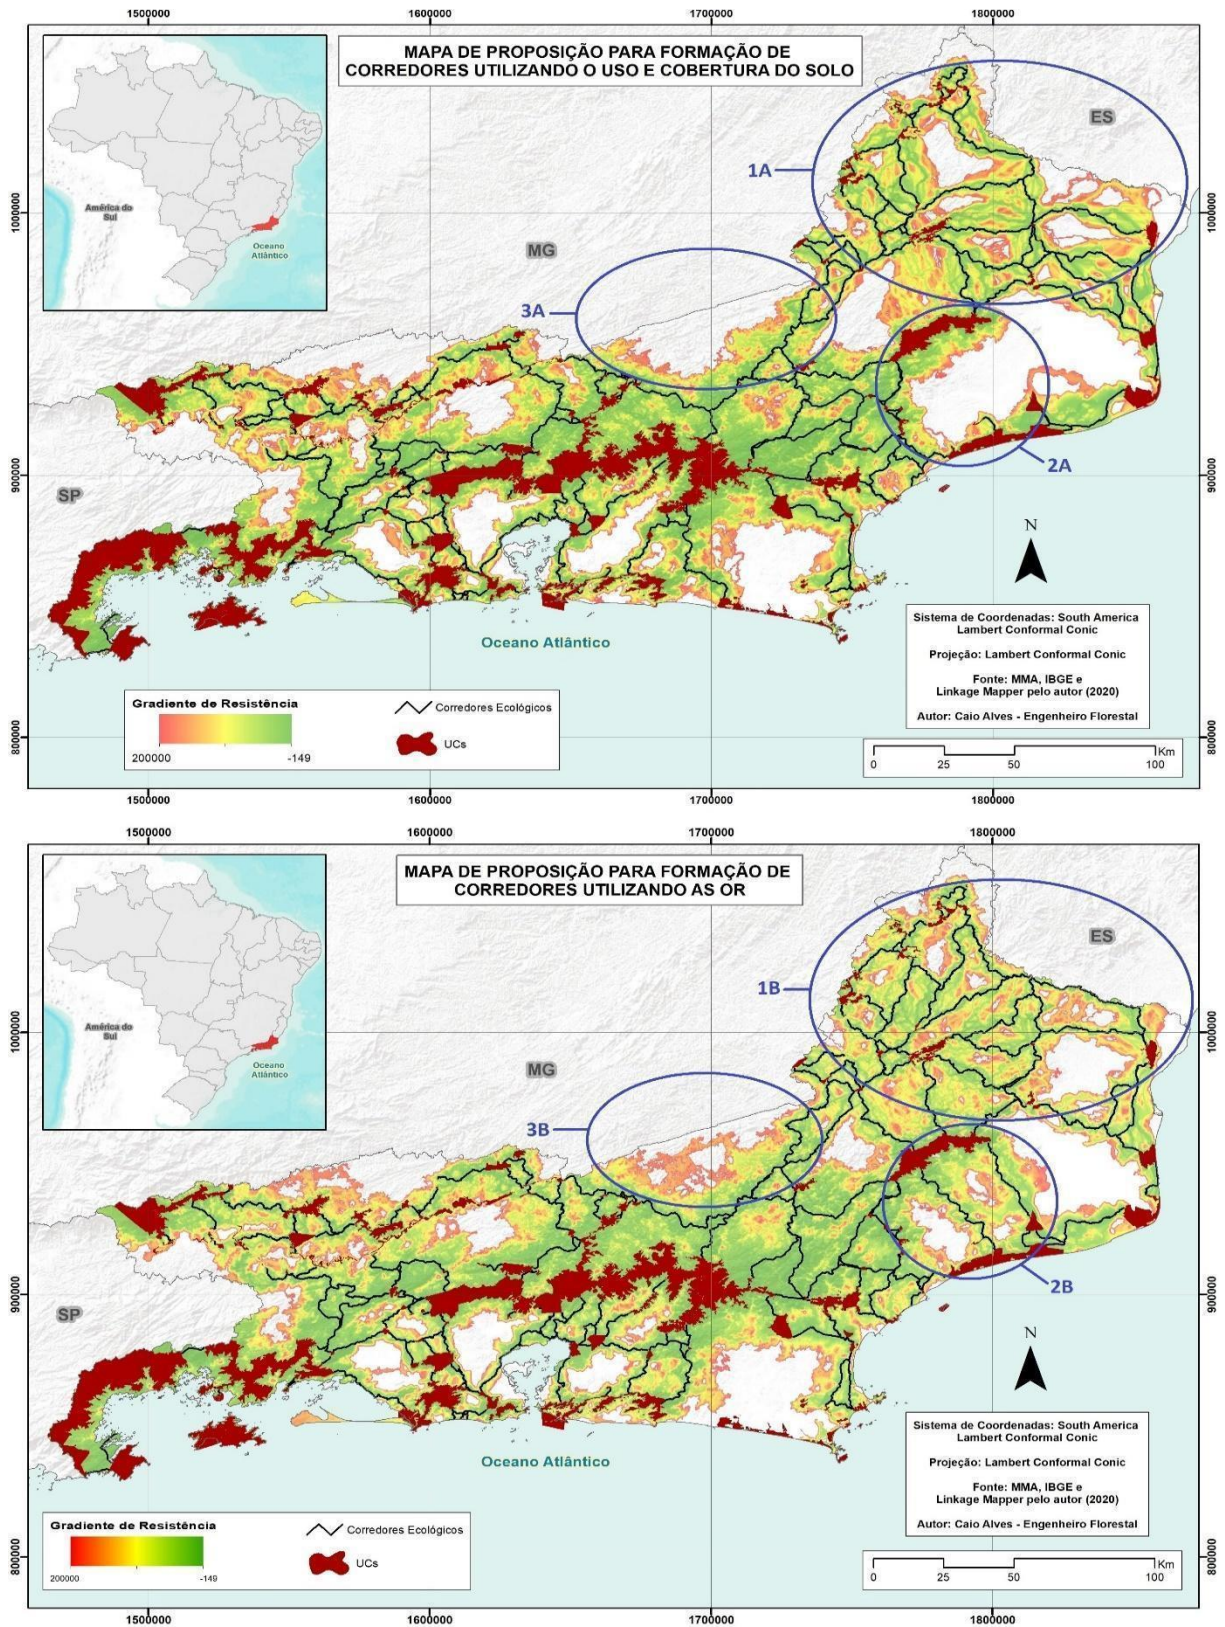 1500000
1600000
1700000
1800000
MAPA DE PROPOSIÇÃO PARA FORMAÇÃO DE
CORREDORES UTILIZANDO O USO E COBERTURA DO SOLO
América do
Sul
Oceano
Atlântico
ES
1A
1000000
1000000
MG
3A
2A
SP
900000
900000
N
Oceano Atlântico
Sistema de Coordenadas: South America
Lambert Conformal Conic
Projeção: Lambert Conformal Conic
Fonte: MMA, IBGE e
Linkage Mapper pelo autor (2020)
Autor: Caio Alves - Engenheiro Florestal
Gradiente de Resistência
200000
-149
Corredores Ecológicos
UCs
800000
800000
Km
0
25
50
100
1500000
1600000
1700000
1800000
1500000
1600000
1700000
1800000
MAPA DE PROPOSIÇÃO PARA FORMAÇÃO DE
CORREDORES UTILIZANDO AS OR
América do
Sul
Oceano
Atlântico
ES
1B
1000000
1000000
MG
3B
2B
SP
900000
900000
N
Oceano Atlântico
Sistema de Coordenadas: South America
Lambert Conformal Conic
Projeção: Lambert Conformal Conic
Fonte: MMA, IBGE e
Linkage Mapper pelo autor (2020)
Autor: Caio Alves - Engenheiro Florestal
Gradiente de Resistência
200000
-149
Corredores Ecológicos
UCs
800000
800000
Km
0
25
50
100
1500000
1600000
1700000
1800000